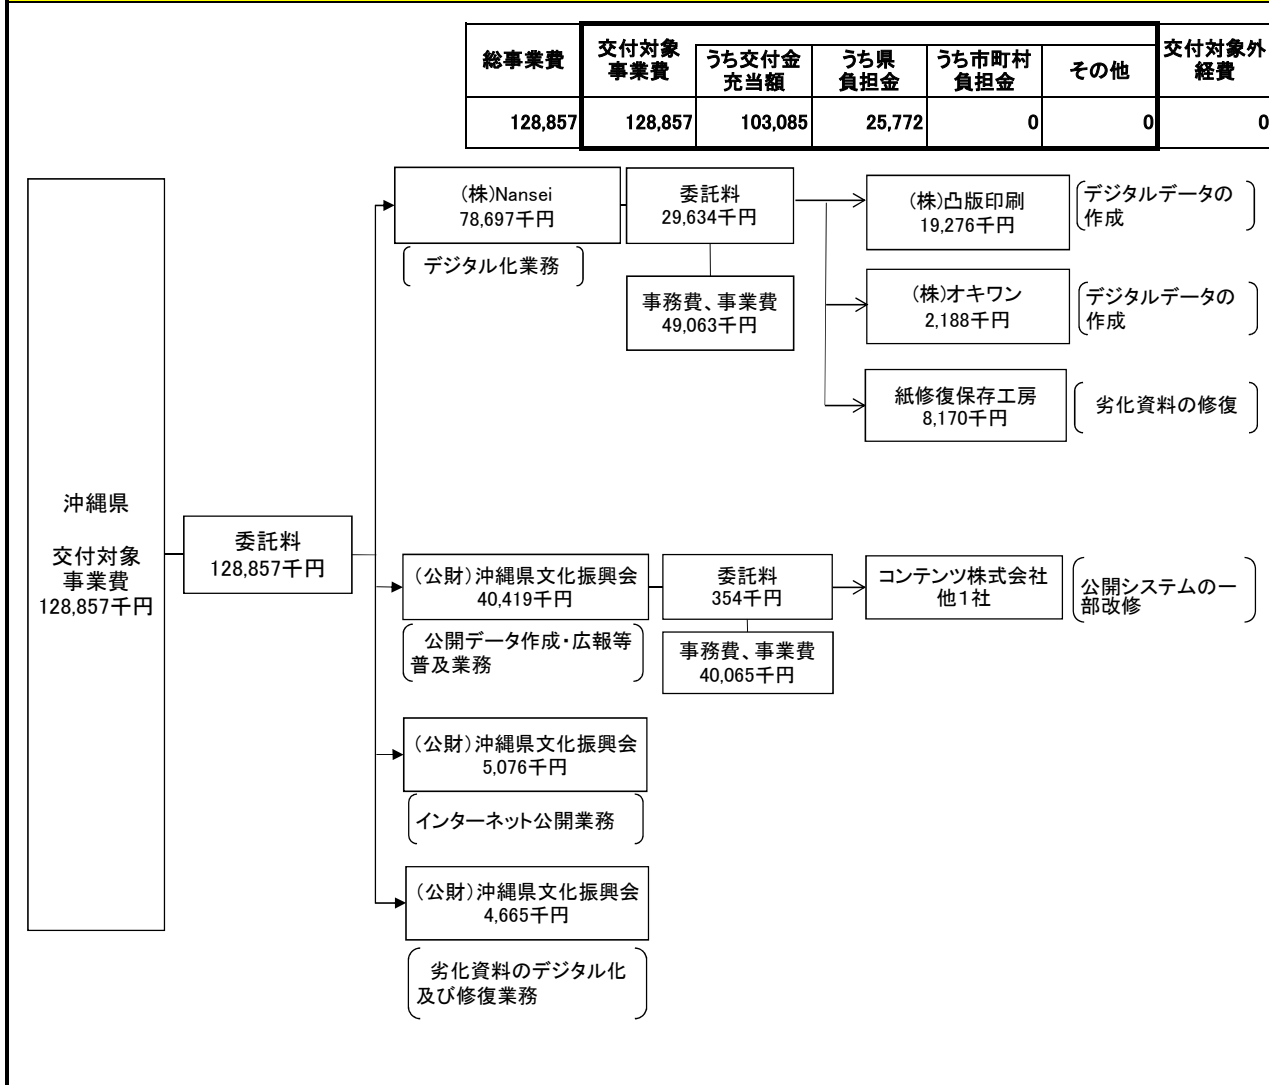 総事業費
交付対象
事業費
うち交付金
充当額
うち県
負担金
うち市町村
負担金
その他
交付対象外
経費
128,857
128,857
103,085
25,772
0
0
0
沖縄県
交付対象
事業費
128,857千円
委託料
128,857千円
(株)Nansei
78,697千円
デジタル化業務
委託料
29,634千円
事務費、事業費
49,063千円
(株)凸版印刷
19,276千円
デジタルデータの
作成
(株)オキワン
2,188千円
デジタルデータの
作成
紙修復保存工房
8,170千円
劣化資料の修復
(公財)沖縄県文化振興会
40,419千円
公開データ作成・広報等
普及業務
委託料
354千円
事務費、事業費
40,065千円
コンテンツ株式会社
他1社
公開システムの一
部改修
(公財)沖縄県文化振興会
5,076千円
インターネット公開業務
(公財)沖縄県文化振興会
4,665千円
劣化資料のデジタル化
及び修復業務